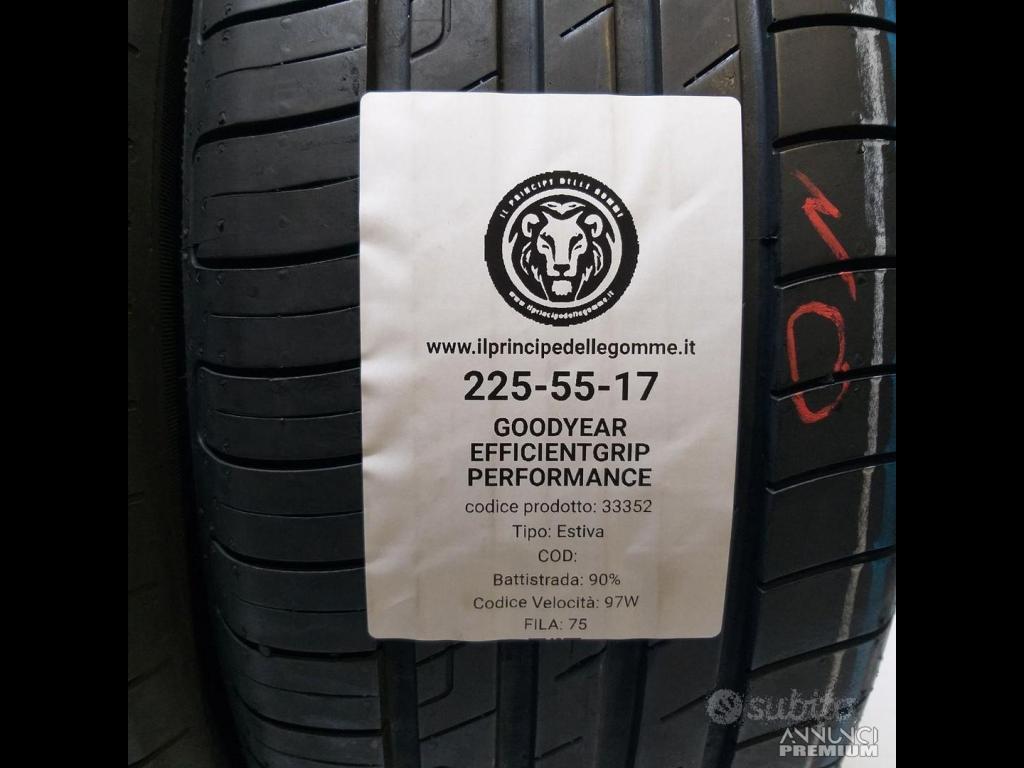 IL PRINCIPE DELLE GOMME
www.ilprincipedellegomme.it
www.ilprincipedellegomme.it
225-55-17
GOODYEAR
EFFICIENTGRIP
PERFORMANCE
codice prodotto: 33352
Tipo: Estiva
COD:
Battistrada: 90%
Codice Velocità: 97W
FILA: 75
subito
ANNUNCI
PREMIUM